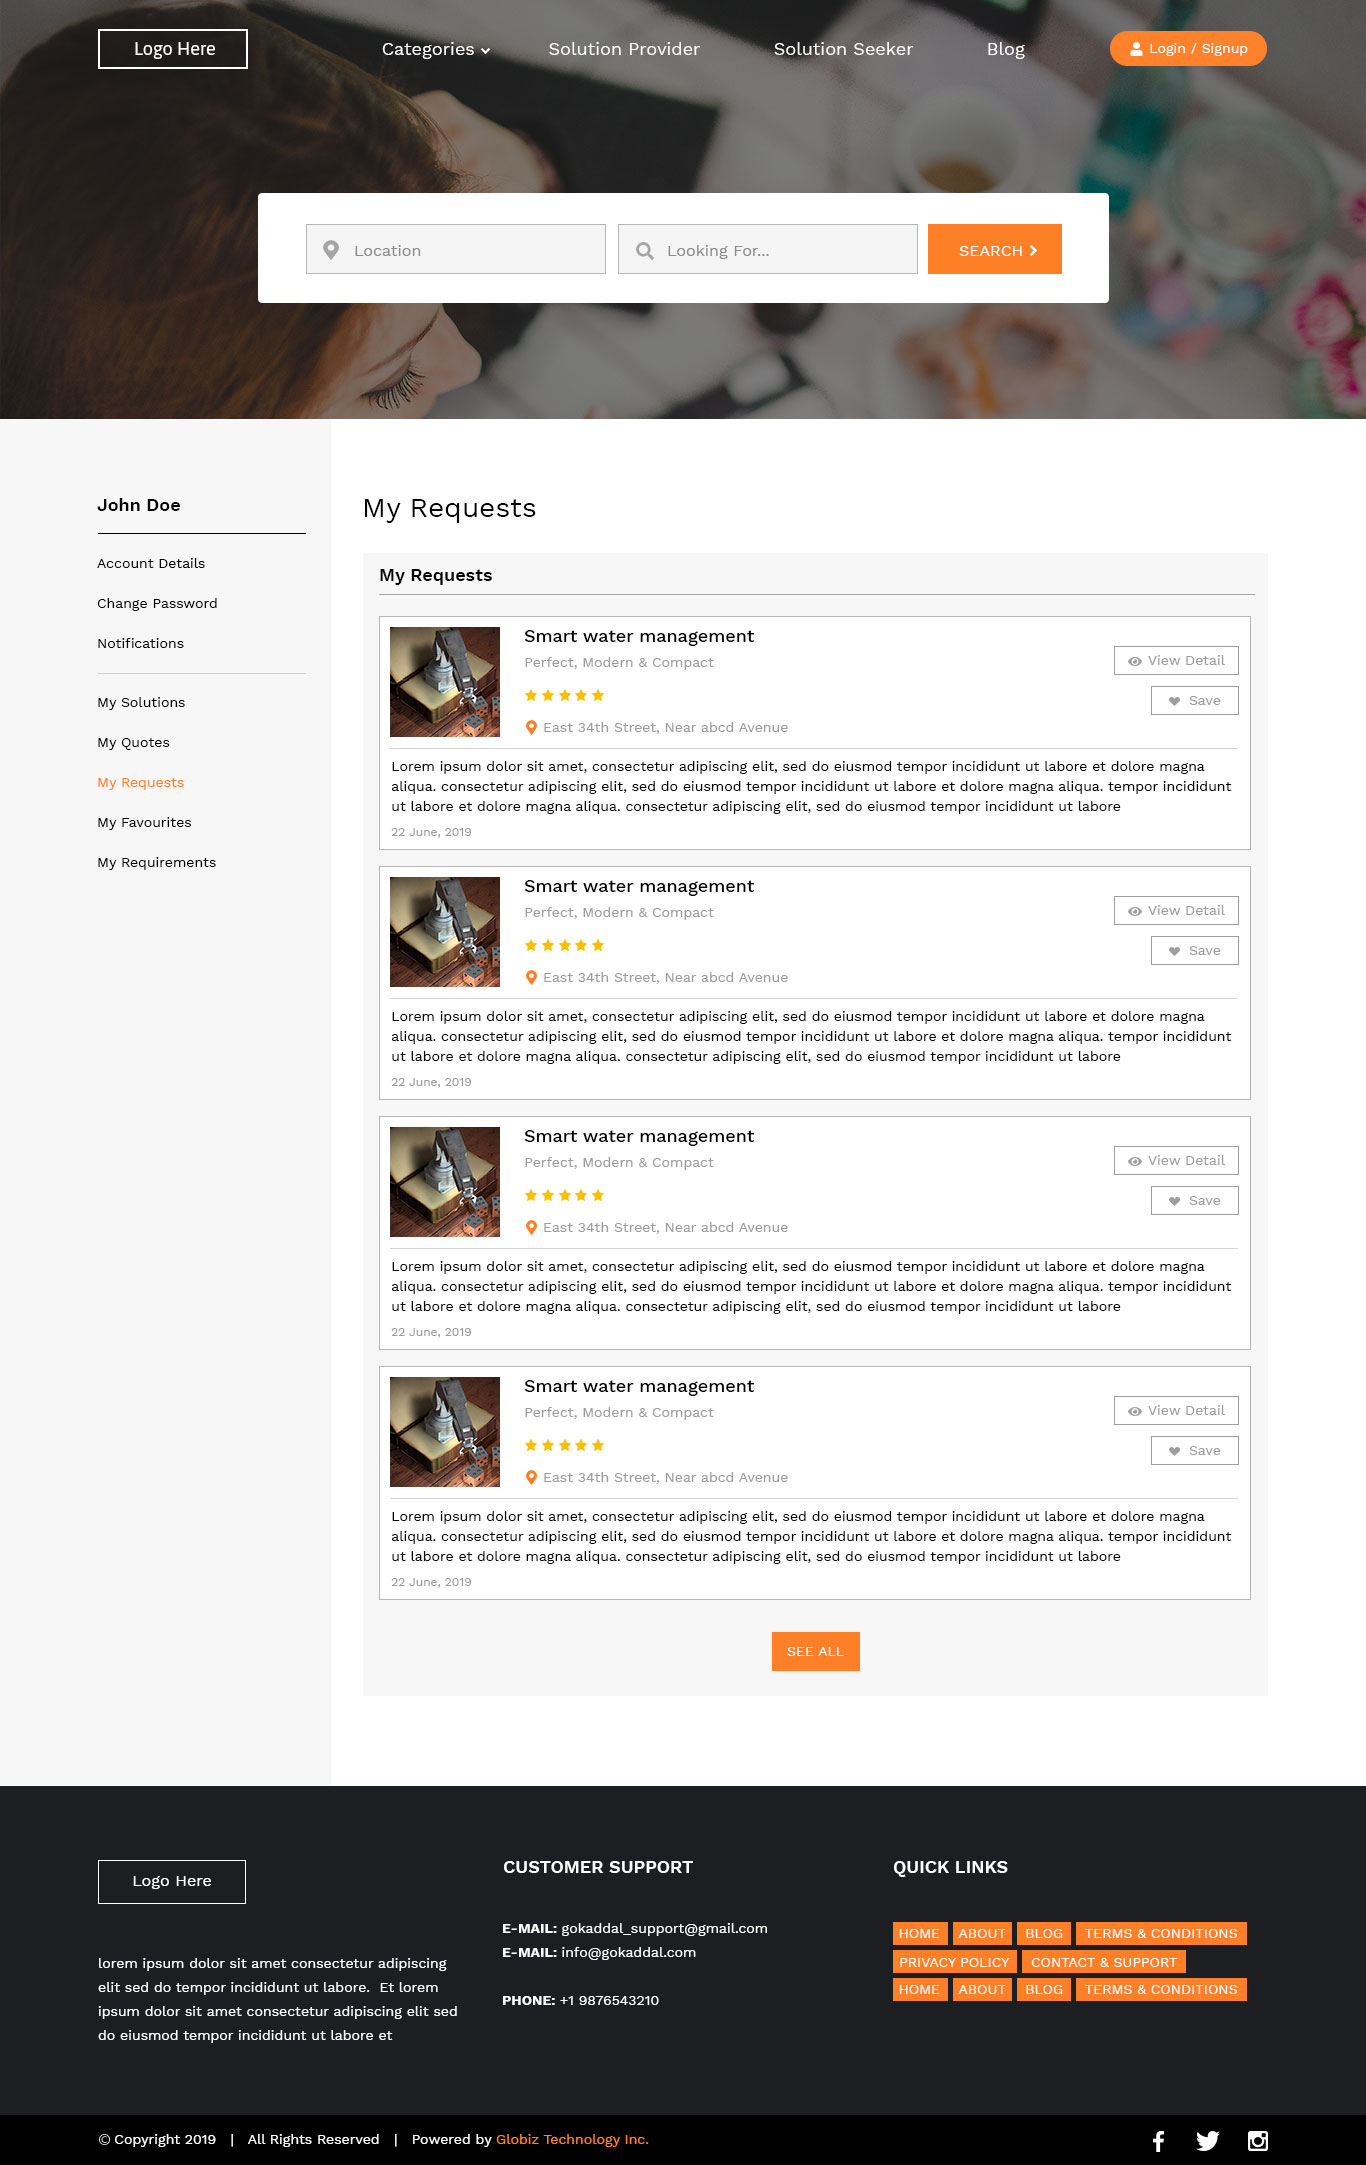 Logo Here
Categories
Solution Provider
Solution Seeker
Blog
Login / Signup
Location
Looking For...
SEARCH
John Doe
Account Details
Change Password
Notifications
My Solutions
My Quotes
My Requests
My Favourites
My Requirements
My Requests
My Requests
Smart water management
Perfect, Modern & Compact
View Detail
Save
East 34th Street, Near abcd Avenue
Lorem ipsum dolor sit amet, consectetur adipiscing elit, sed do eiusmod tempor incididunt ut labore et dolore magna
aliqua. consectetur adipiscing elit, sed do eiusmod tempor incididunt ut labore et dolore magna aliqua. tempor incididunt
ut labore et dolore magna aliqua. consectetur adipiscing elit, sed do eiusmod tempor incididunt ut labore
22 June, 2019
Smart water management
Perfect, Modern & Compact
View Detail
Save
East 34th Street, Near abcd Avenue
Lorem ipsum dolor sit amet, consectetur adipiscing elit, sed do eiusmod tempor incididunt ut labore et dolore magna
aliqua. consectetur adipiscing elit, sed do eiusmod tempor incididunt ut labore et dolore magna aliqua. tempor incididunt
ut labore et dolore magna aliqua. consectetur adipiscing elit, sed do eiusmod tempor incididunt ut labore
22 June, 2019
Smart water management
Perfect, Modern & Compact
View Detail
Save
East 34th Street, Near abcd Avenue
Lorem ipsum dolor sit amet, consectetur adipiscing elit, sed do eiusmod tempor incididunt ut labore et dolore magna
aliqua. consectetur adipiscing elit, sed do eiusmod tempor incididunt ut labore et dolore magna aliqua. tempor incididunt
ut labore et dolore magna aliqua. consectetur adipiscing elit, sed do eiusmod tempor incididunt ut labore
22 June, 2019
Smart water management
Perfect, Modern & Compact
View Detail
Save
East 34th Street, Near abcd Avenue
Lorem ipsum dolor sit amet, consectetur adipiscing elit, sed do eiusmod tempor incididunt ut labore et dolore magna
aliqua. consectetur adipiscing elit, sed do eiusmod tempor incididunt ut labore et dolore magna aliqua. tempor incididunt
ut labore et dolore magna aliqua. consectetur adipiscing elit, sed do eiusmod tempor incididunt ut labore
22 June, 2019
SEE ALL
Logo Here
lorem ipsum dolor sit amet consectetur adipiscing
elit sed do tempor incididunt ut labore. Et lorem
ipsum dolor sit amet consectetur adipiscing elit sed
do eiusmod tempor incididunt ut labore et
CUSTOMER SUPPORT
E-MAIL: gokaddal_support@gmail.com
E-MAIL: info@gokaddal.com
PHONE: +1 9876543210
QUICK LINKS
HOME ABOUT BLOG TERMS & CONDITIONS
PRIVACY POLICY CONTACT & SUPPORT
HOME ABOUT BLOG TERMS & CONDITIONS
© Copyright 2019 | All Rights Reserved | Powered by Globiz Technology Inc.